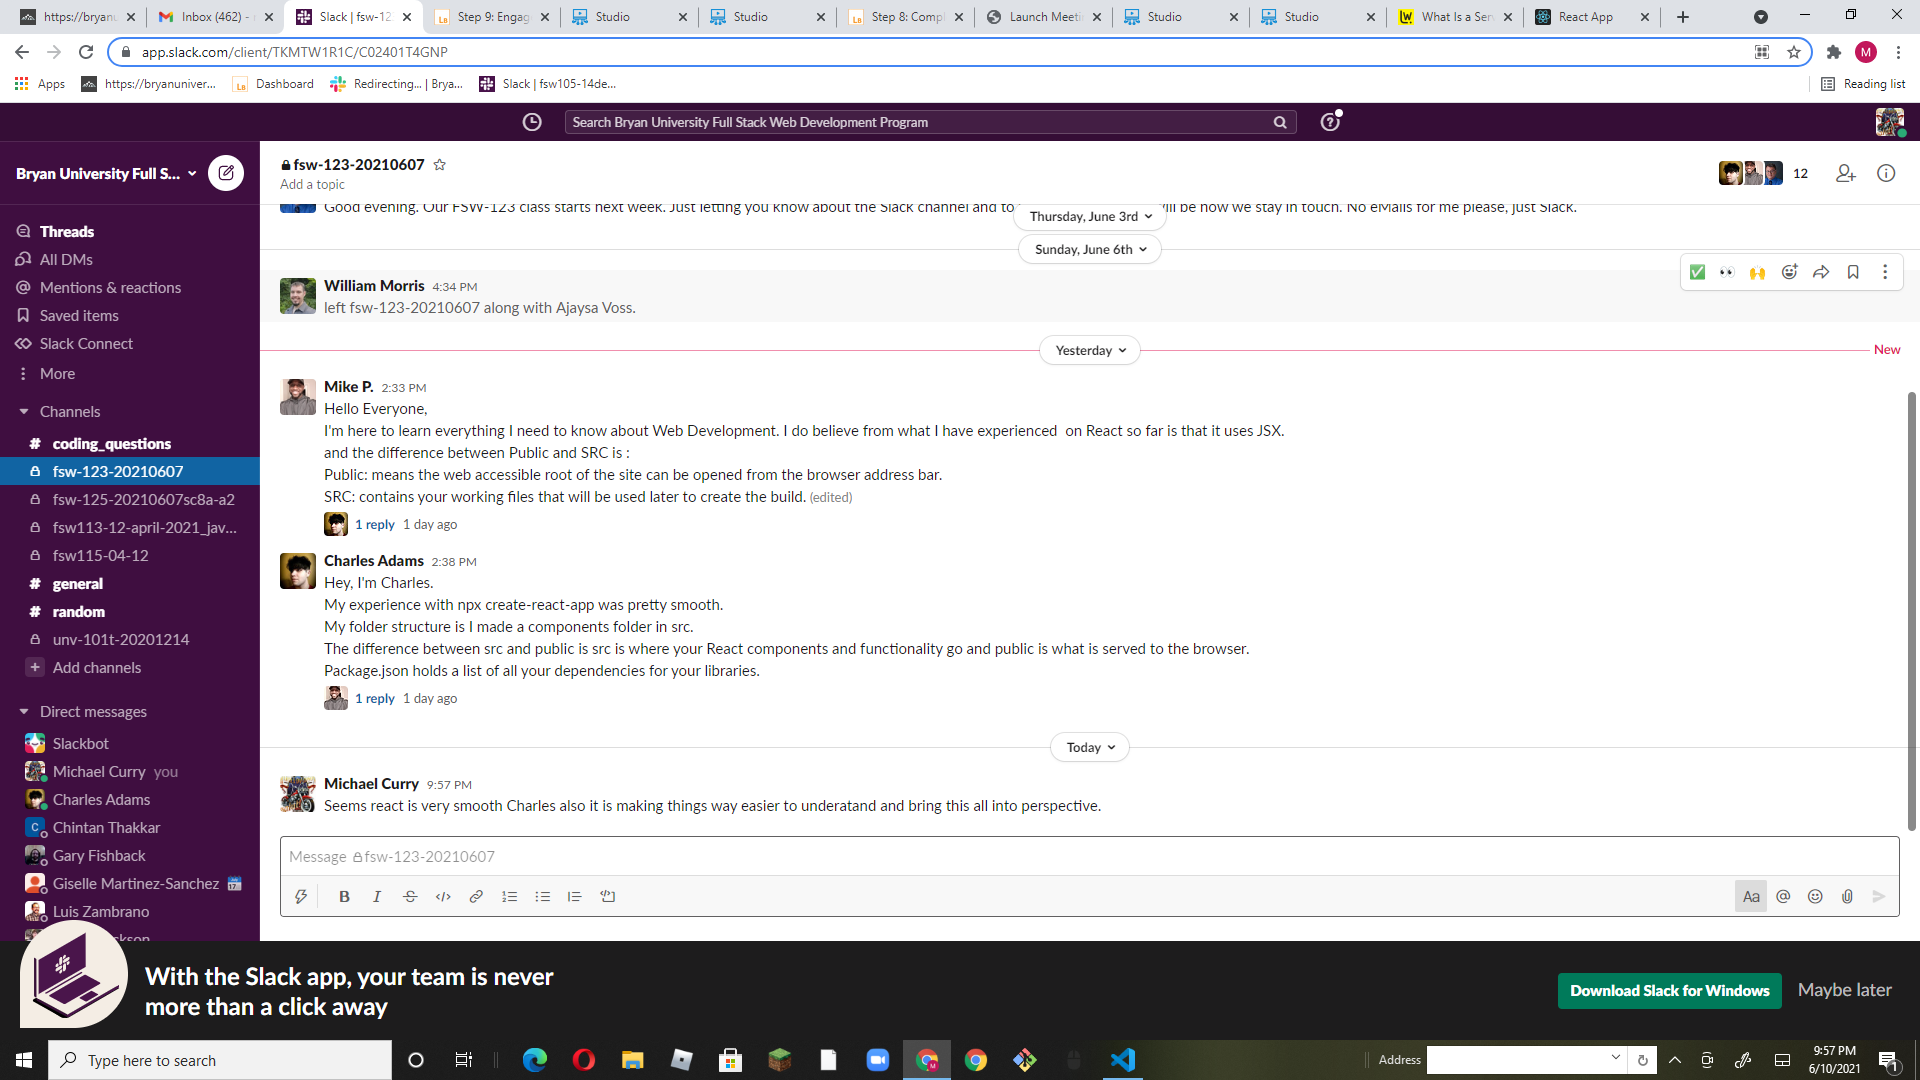 https://bryanu
Inbox (462) -
Slack | fsw-12
Step 9: Engag
Studio
Studio
Step 8: Compl
Launch Meeti
Studio
Studio
What Is a Serv
React App
app.slack.com/client/TKMTW1R1C/C02401T4GNP
M
Apps
https://bryanuniver...
Dashboard
Redirecting... | Brya...
Slack | fsw105-14de...
Reading list
Search Bryan University Full Stack Web Development Program
Bryan University Full S...
Threads
All DMs
Mentions & reactions
Saved items
Slack Connect
More
Channels
# coding_questions
fsw-123-20210607
fsw-125-20210607sc8a-a2
fsw113-12-april-2021_jav...
fsw115-04-12
# general
# random
unv-101t-20201214
+ Add channels
Direct messages
Slackbot
Michael Curry you
Charles Adams
C Chintan Thakkar
Gary Fishback
Giselle Martinez-Sanchez
Luis Zambrano
ckson
fsw-123-20210607
Add a topic
12
Good evening. Our FSW-123 class starts next week. Just letting you know about the Slack channel and to will be how we stay in touch. No eMails for me please, just Slack.
Thursday, June 3rd
Sunday, June 6th
William Morris 4:34 PM
left fsw-123-20210607 along with Ajaysa Voss.
Yesterday
New
Mike P. 2:33 PM
Hello Everyone,
I'm here to learn everything I need to know about Web Development. I do believe from what I have experienced  on React so far is that it uses JSX.
and the difference between Public and SRC is :
Public: means the web accessible root of the site can be opened from the browser address bar.
SRC: contains your working files that will be used later to create the build. (edited)
1 reply 1 day ago
Charles Adams 2:38 PM
Hey, I'm Charles.
My experience with npx create-react-app was pretty smooth.
My folder structure is I made a components folder in src.
The difference between src and public is src is where your React components and functionality go and public is what is served to the browser.
Package.json holds a list of all your dependencies for your libraries.
1 reply 1 day ago
Today
Michael Curry 9:57 PM
Seems react is very smooth Charles also it is making things way easier to underatand and bring this all into perspective.
Message fsw-123-20210607
B I S
Aa @
With the Slack app, your team is never
more than a click away
Download Slack for Windows
Maybe later
Type here to search
Address
9:57 PM
6/10/2021
1